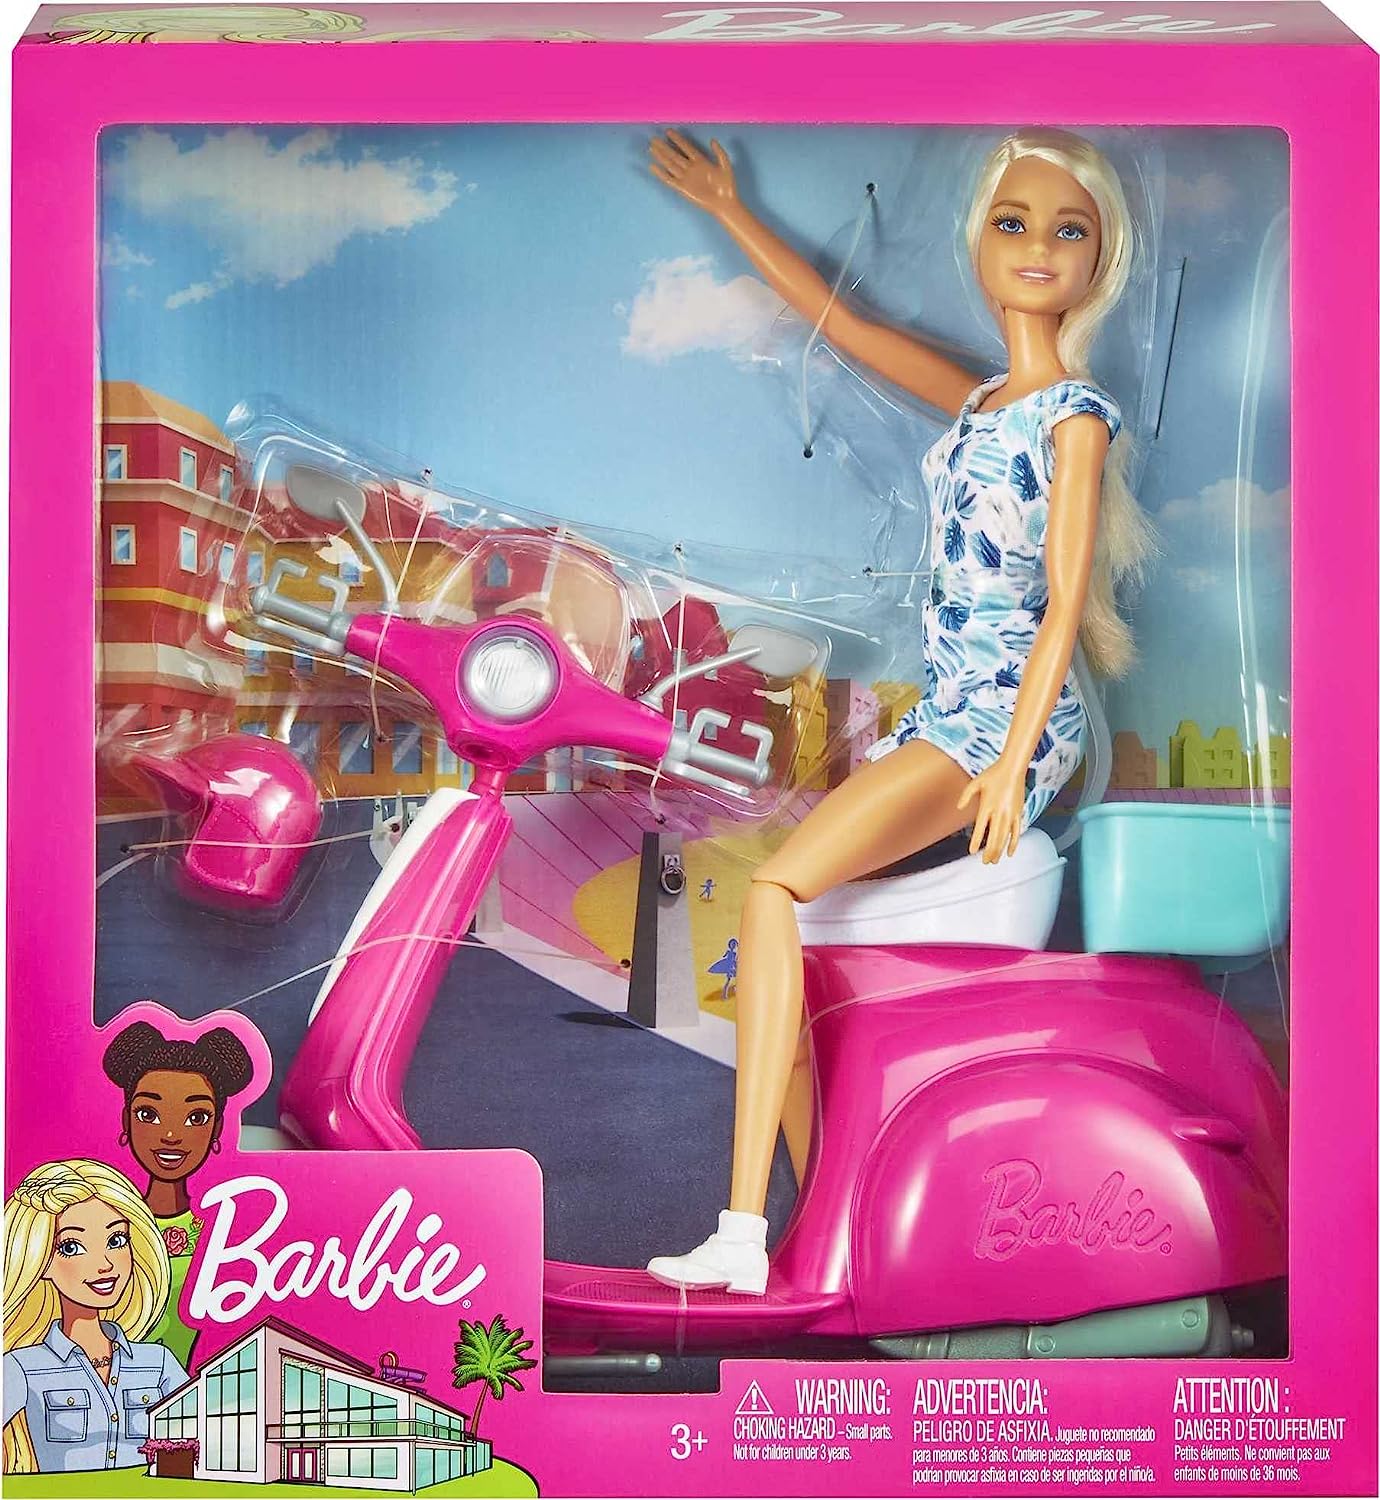 Barbie
Barbie®
Barbie®
3+
WARNING:
CHOKING HAZARD – Small parts.
Not for children under 3 years.
ADVERTENCIA:
PELIGRO DE ASFIXIA. Juguete no recomendado
para menores de 3 años. Contiene piezas pequeñas que
podrían provocar asfixia en caso de ser ingeridas por el niño/a.
ATTENTION :
DANGER D'ÉTOUFFEMENT
Petits éléments. Ne convient pas aux
enfants de moins de 36 mois.